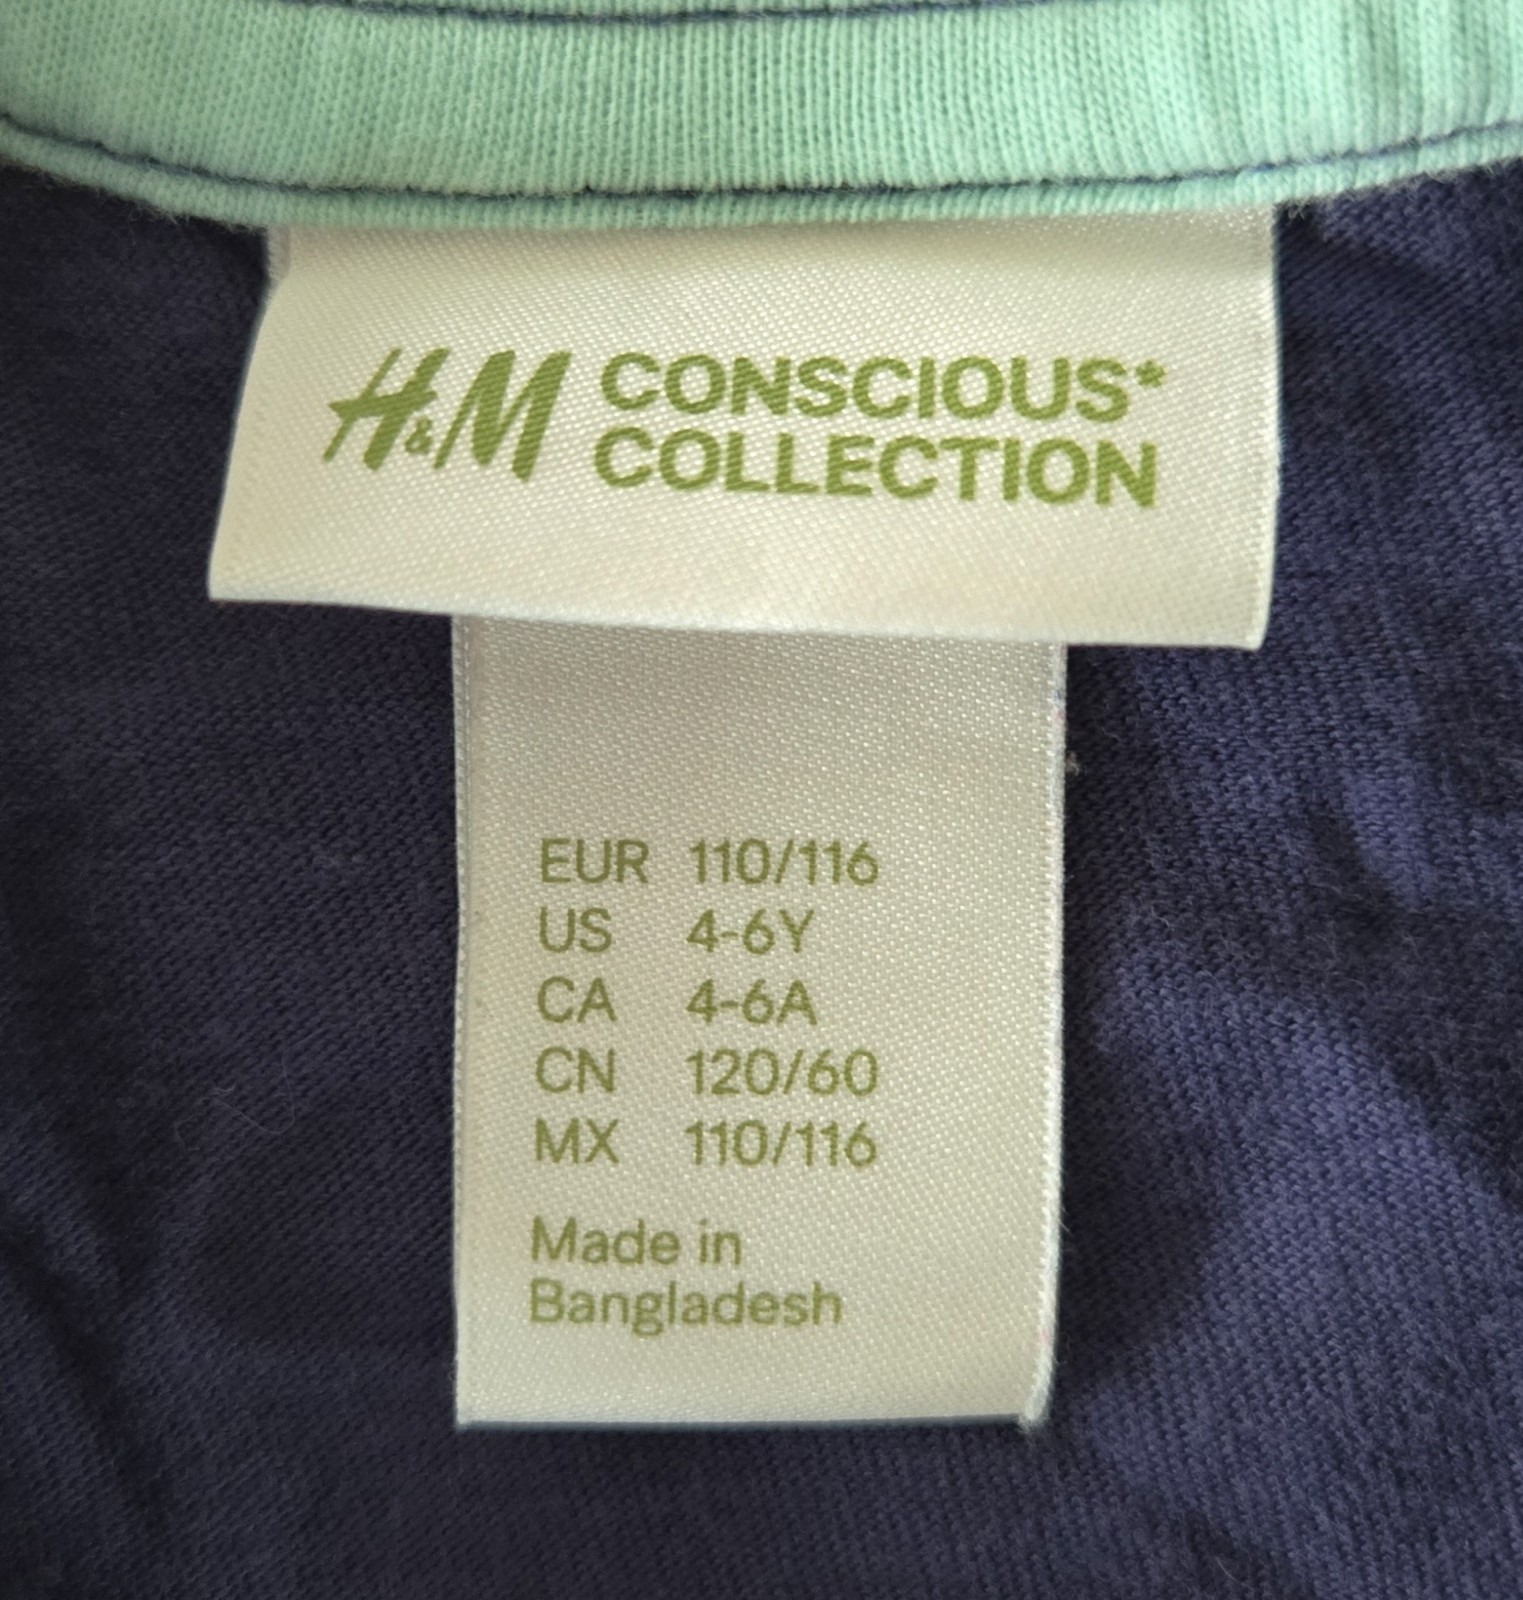 H&M CONSCIOUS*
COLLECTION
EUR 110/116
US 4-6Y
CA 4-6A
CN 120/60
MX 110/116
Made in
Bangladesh